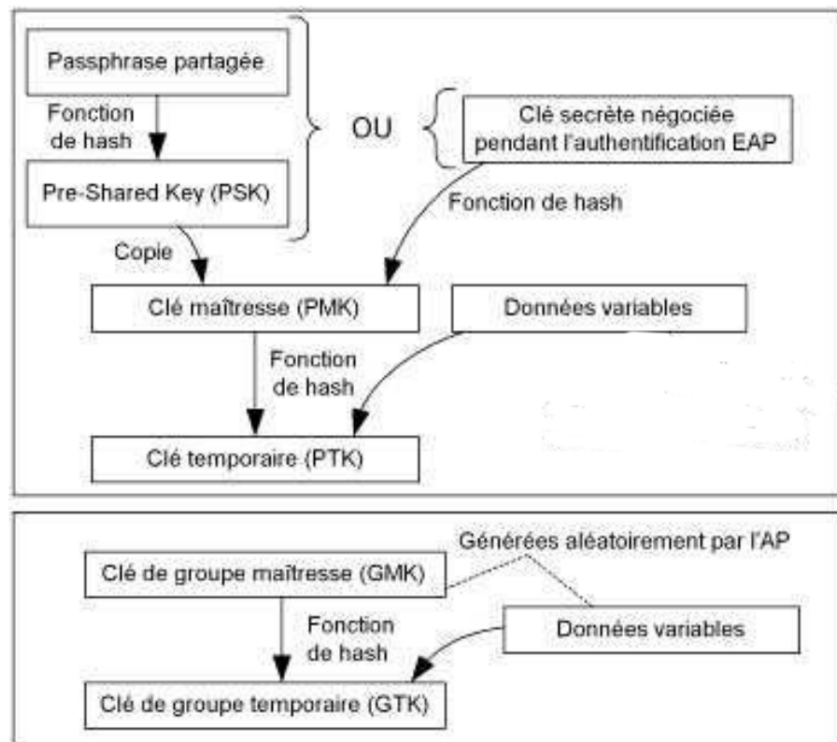 Passphrase partagée
Fonction
de hash
OU
Clé secrète négociée
pendant l'authentification EAP
Pre-Shared Key (PSK)
Fonction de hash
Copie
Clé maîtresse (PMK)
Données variables
Fonction
de hash
Clé temporaire (PTK)
Générées aléatoirement par l'AP
Clé de groupe maîtresse (GMK)
Fonction
de hash
Données variables
Clé de groupe temporaire (GTK)